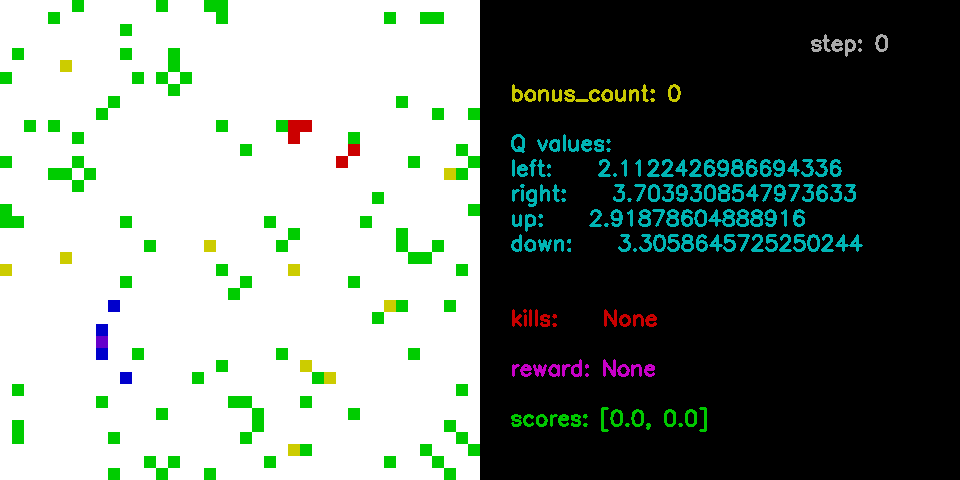 step: 0
bonus_count: 0
Q values:
left: 2.1122426986694336
right: 3.7039308547973633
up: 2.91878604888916
down: 3.3058645725250244
kills: None
reward: None
scores: [0.0, 0.0]